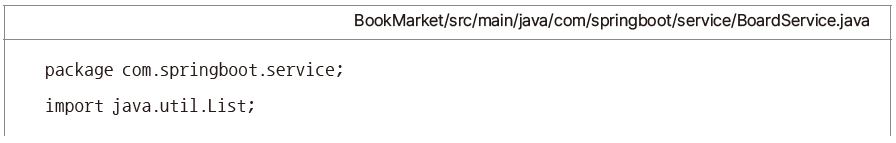 BookMarket/src/main/java/com/springboot/service/BoardService.java
package com.springboot.service;
import java.util.List;